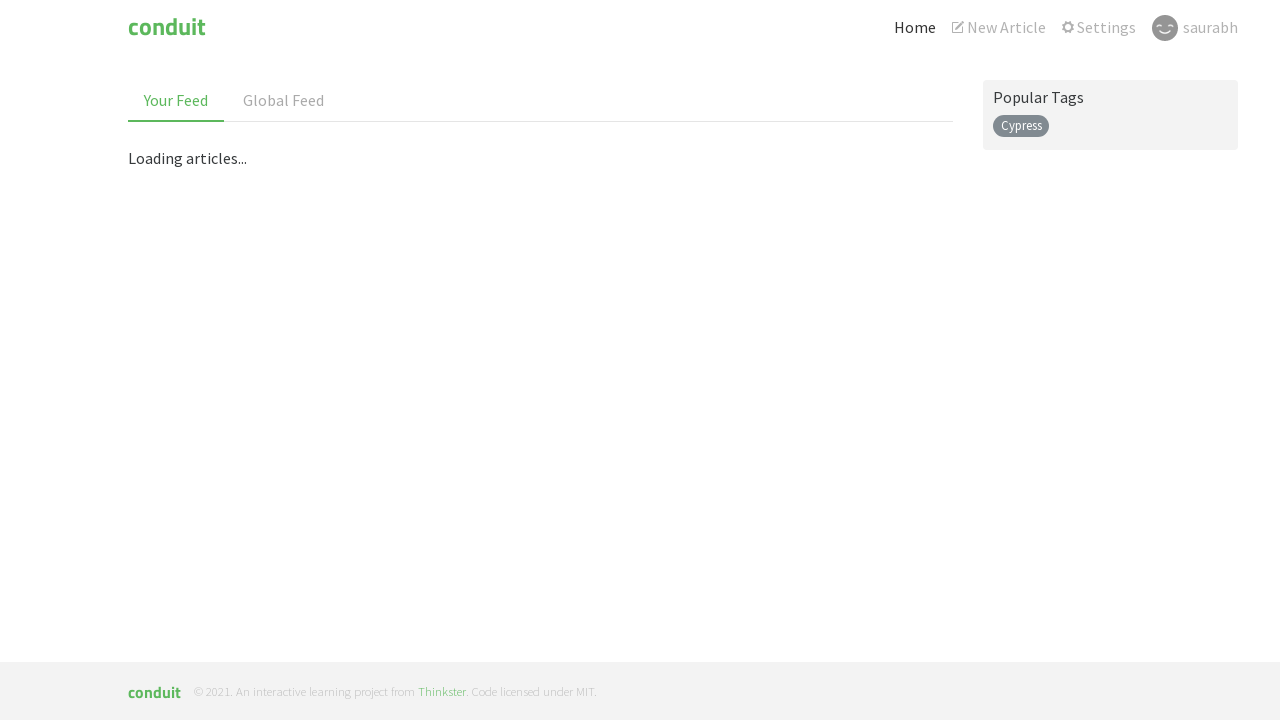 conduit
Home
New Article
Settings
saurabh
Your Feed
Global Feed
Popular Tags
Cypress
Loading articles...
conduit
© 2021. An interactive learning project from Thinkster. Code licensed under MIT.